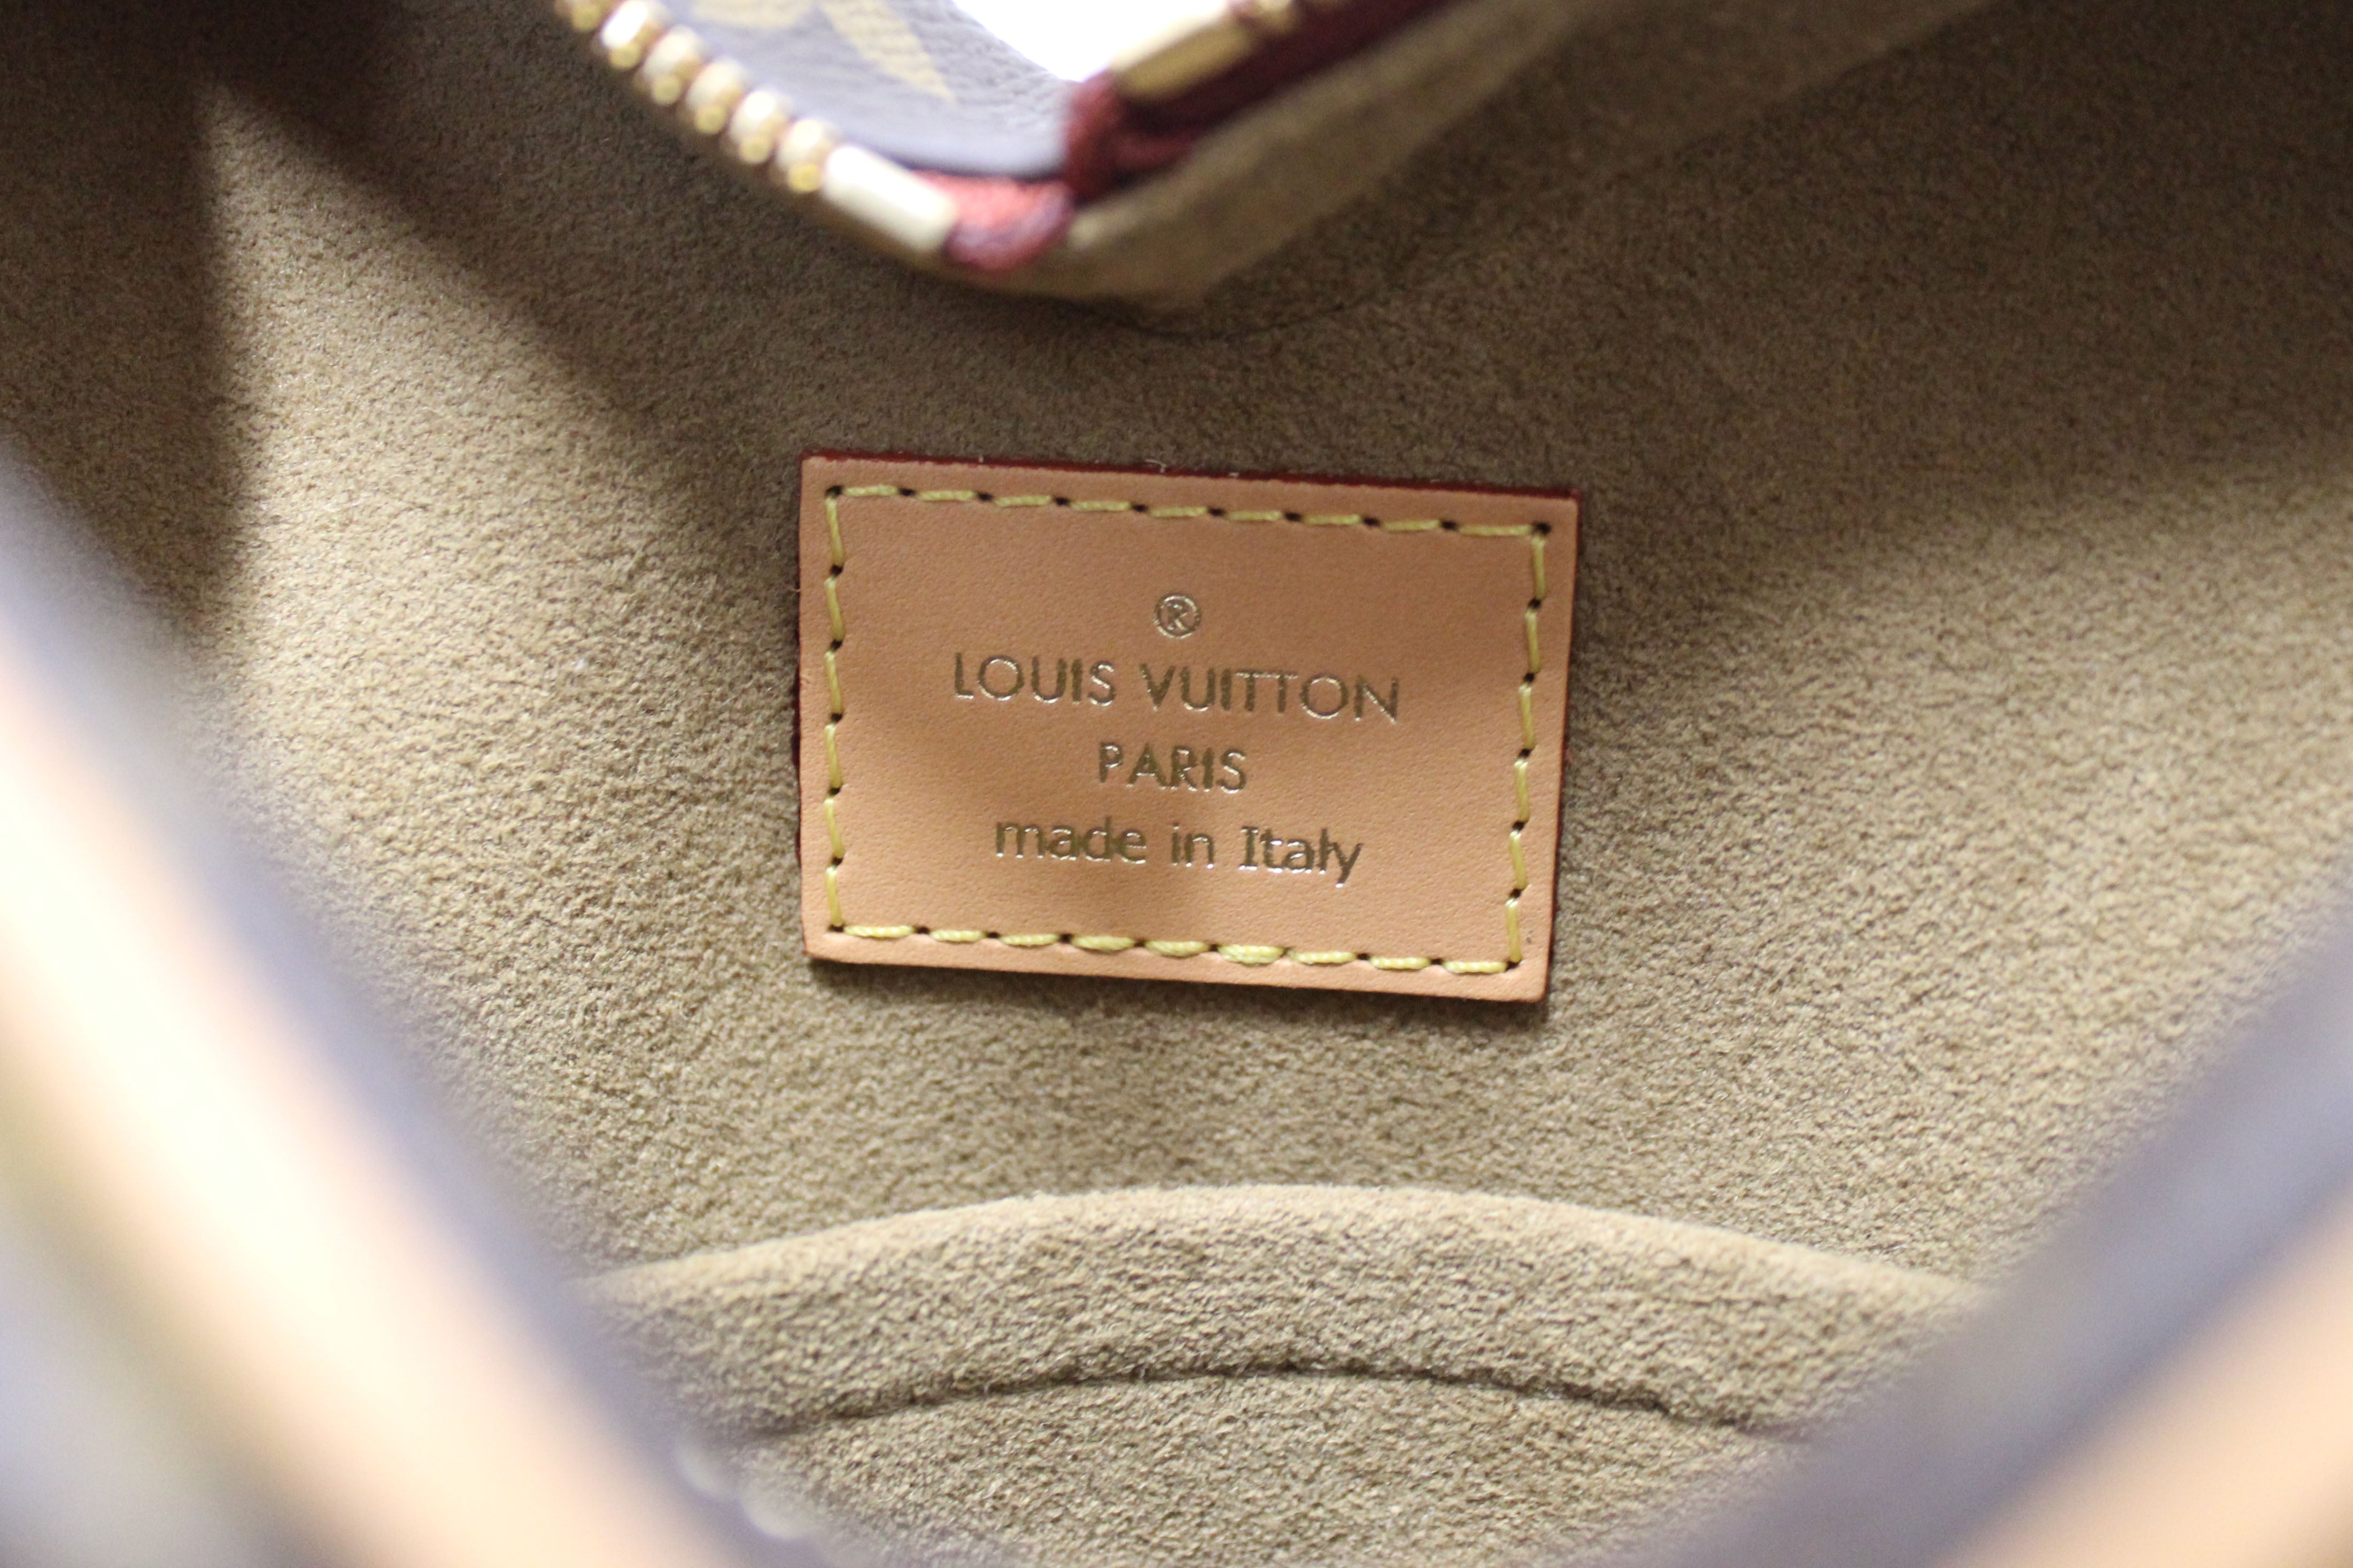 ®
LOUIS VUITTON
PARIS
made in Italy